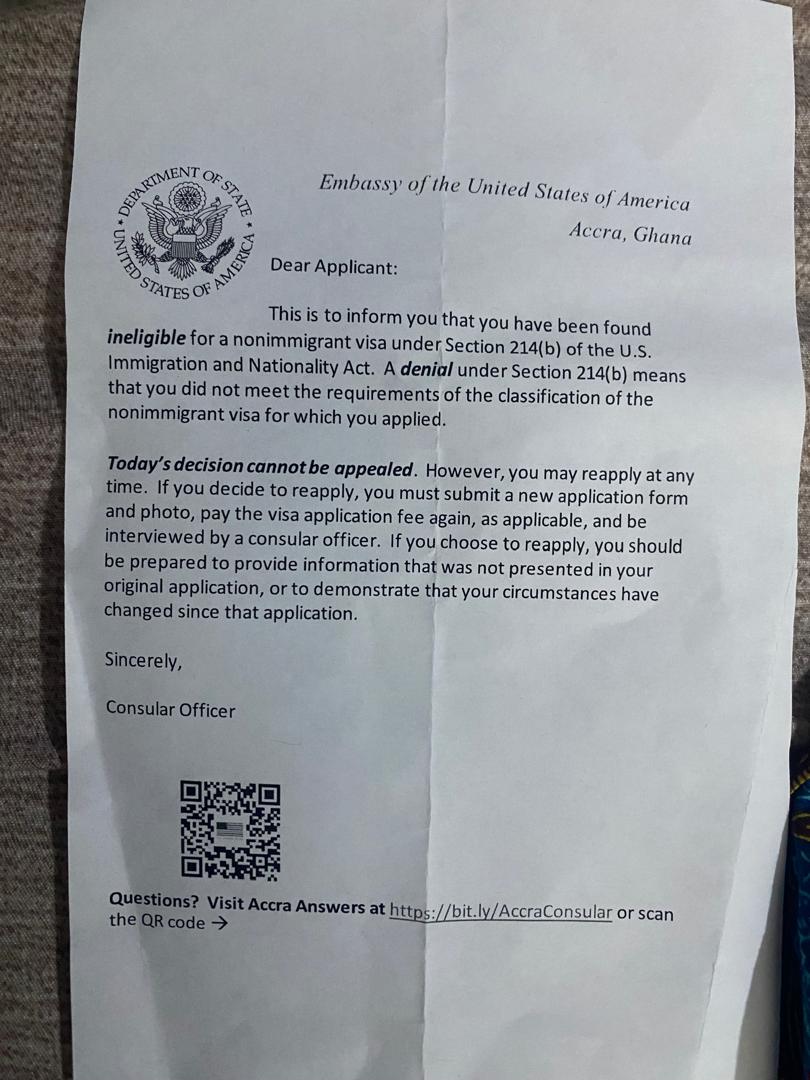 DEPARTMENT OF STATE
UNITED STATES OF AMERICA
Embassy of the United States of America
Accra, Ghana
Dear Applicant:
This is to inform you that you have been found
ineligible for a nonimmigrant visa under Section 214(b) of the U.S.
Immigration and Nationality Act. A denial under Section 214(b) means
that you did not meet the requirements of the classification of the
nonimmigrant visa for which you applied.
Today's decision cannot be appealed. However, you may reapply at any
time. If you decide to reapply, you must submit a new application form
and photo, pay the visa application fee again, as applicable, and be
interviewed by a consular officer. If you choose to reapply, you should
be prepared to provide information that was not presented in your
original application, or to demonstrate that your circumstances have
changed since that application.
Sincerely,
Consular Officer
Questions? Visit Accra Answers at https://bit.ly/AccraConsular or scan
the QR code →